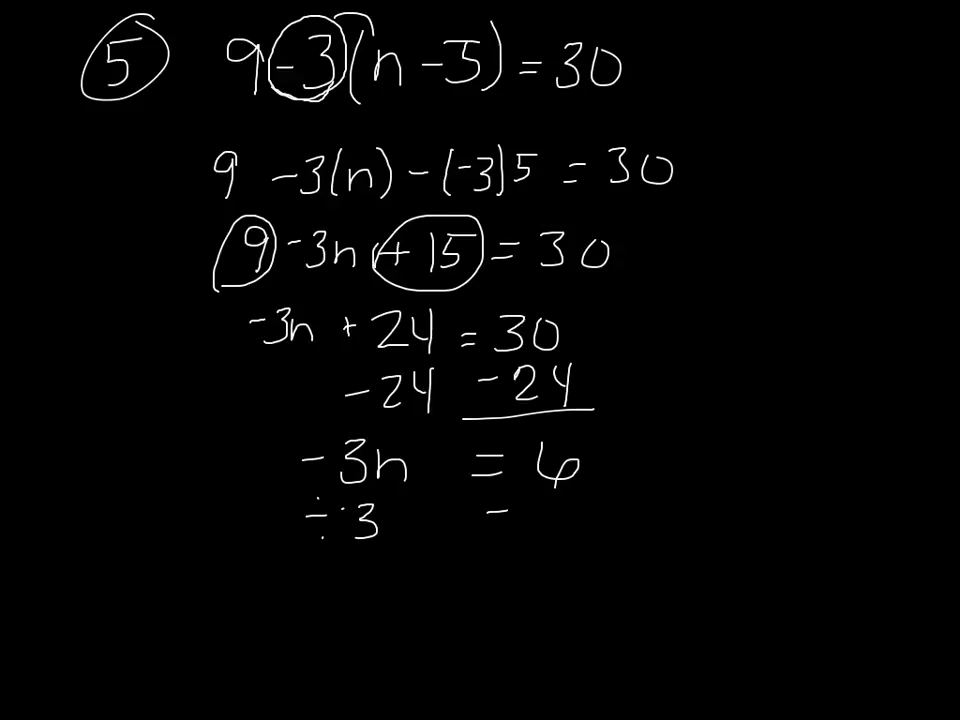 5 9 -3(n - 5) = 30
9 -3(n) - (-3)5 = 30
9 -3n + 15 = 30
-3n + 24 = 30
-24 -24
-3n = 6
÷ -3 -